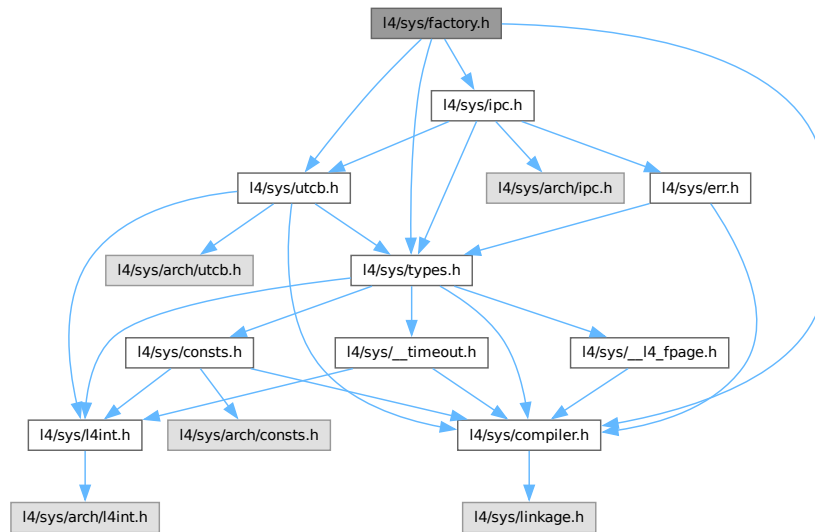 l4/sys/factory.h
l4/sys/ipc.h
l4/sys/utcb.h
l4/sys/arch/ipc.h
l4/sys/err.h
l4/sys/arch/utcb.h
l4/sys/types.h
l4/sys/consts.h
l4/sys/__timeout.h
l4/sys/__l4_fpage.h
l4/sys/l4int.h
l4/sys/arch/consts.h
l4/sys/compiler.h
l4/sys/arch/l4int.h
l4/sys/linkage.h